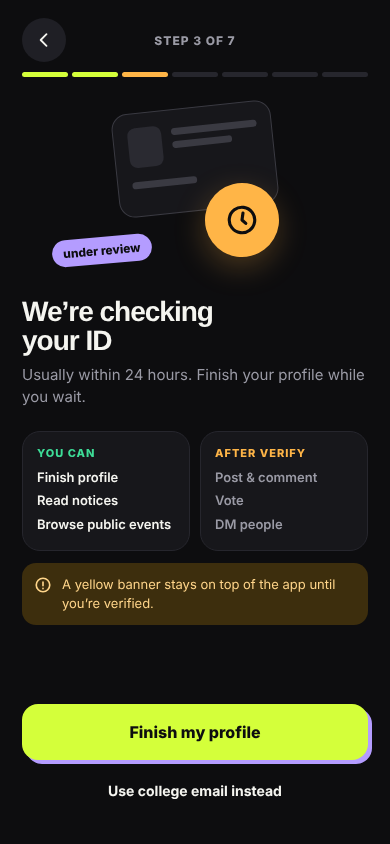 STEP 3 OF 7
under review
We're checking
your ID
Usually within 24 hours. Finish your profile while
you wait.
YOU CAN
Finish profile
Read notices
Browse public events
AFTER VERIFY
Post & comment
Vote
DM people
A yellow banner stays on top of the app until
you're verified.
Finish my profile
Use college email instead